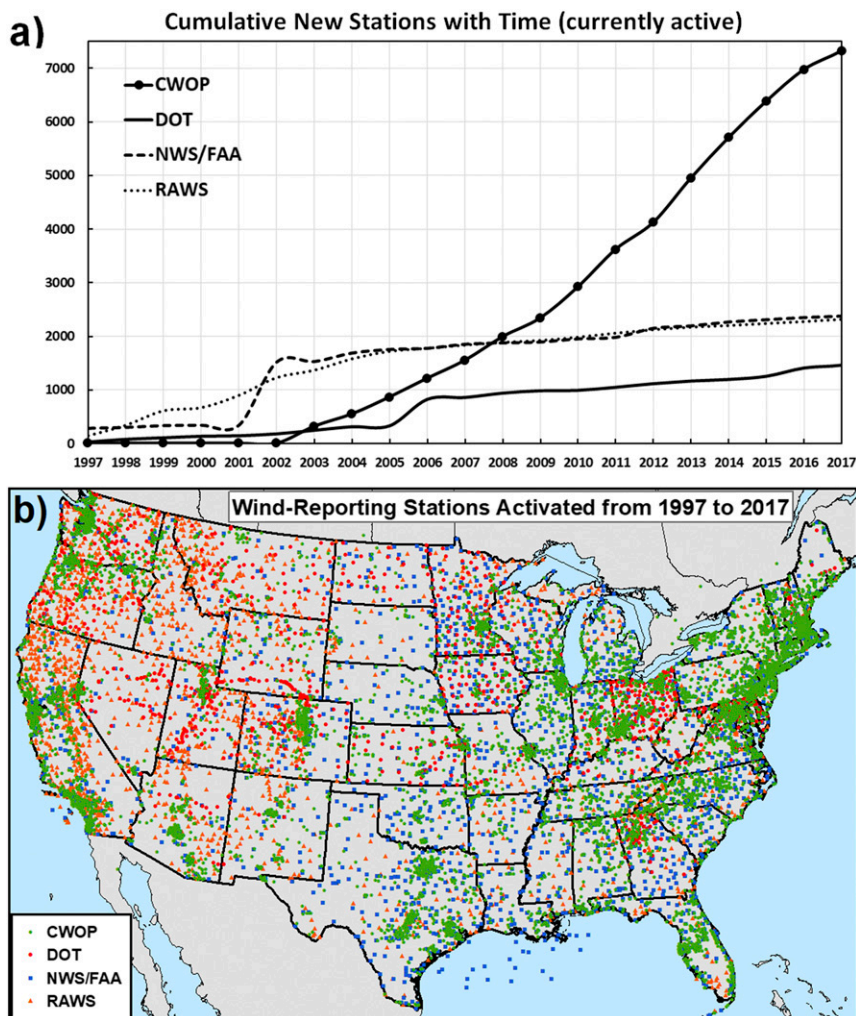 a)
Cumulative New Stations with Time (currently active)
7000
6000
5000
4000
3000
2000
1000
0
CWOP
DOT
NWS/FAA
RAWS
1997 1998 1999 2000 2001 2002 2003 2004 2005 2006 2007 2008 2009 2010 2011 2012 2013 2014 2015 2016 2017
b)
Wind-Reporting Stations Activated from 1997 to 2017
CWOP
DOT
NWS/FAA
RAWS